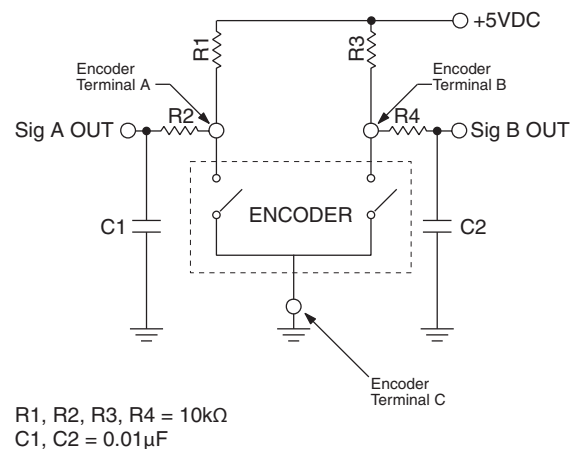 +5VDC
R1
R3
Encoder
Terminal A
Encoder
Terminal B
R2
R4
Sig A OUT
Sig B OUT
ENCODER
C1
C2
Encoder
Terminal C
R1, R2, R3, R4 = 10kΩ
C1, C2 = 0.01µF